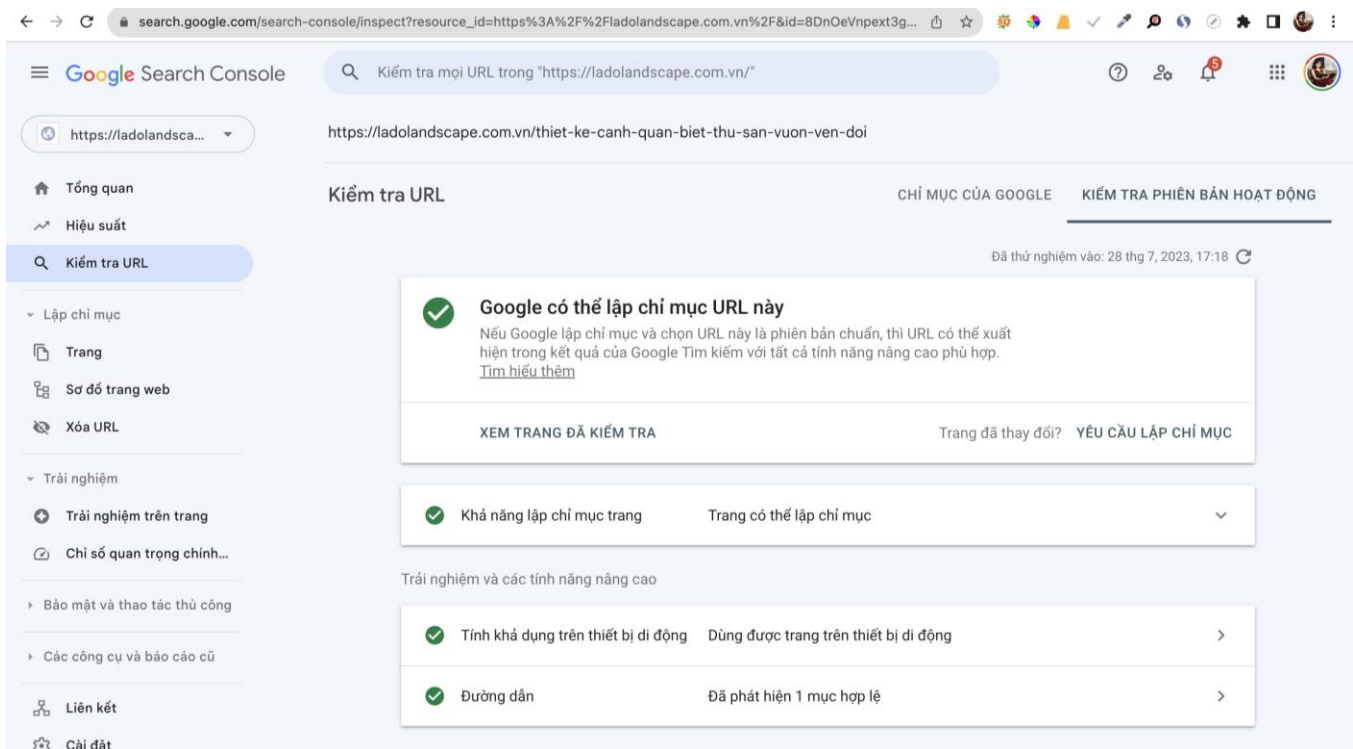 search.google.com/search-console/inspect?resource_id=https%3A%2F%2Fladolandscape.com.vn%2F&id=8DnOeVnpext3g...
Google Search Console
Kiểm tra mọi URL trong "https://ladolandscape.com.vn/"
5
https://ladolandsca...
https://ladolandscape.com.vn/thiet-ke-canh-quan-biet-thu-san-vuon-ven-doi
Tổng quan
Hiệu suất
Kiểm tra URL
Lập chỉ mục
Trang
Sơ đồ trang web
Xóa URL
Trải nghiệm
Trải nghiệm trên trang
Chỉ số quan trọng chính...
Bảo mật và thao tác thủ công
Các công cụ và báo cáo cũ
Liên kết
Cài đặt
Kiểm tra URL
CHỈ MỤC CỦA GOOGLE
KIỂM TRA PHIÊN BẢN HOẠT ĐỘNG
Đã thử nghiệm vào: 28 thg 7, 2023, 17:18
Google có thể lập chỉ mục URL này
Nếu Google lập chỉ mục và chọn URL này là phiên bản chuẩn, thì URL có thể xuất
hiện trong kết quả của Google Tìm kiếm với tất cả tính năng nâng cao phù hợp.
Tìm hiểu thêm
XEM TRANG ĐÃ KIỂM TRA
Trang đã thay đổi? YÊU CẦU LẬP CHỈ MỤC
Khả năng lập chỉ mục trang Trang có thể lập chỉ mục
Trải nghiệm và các tính năng nâng cao
Tính khả dụng trên thiết bị di động Dùng được trang trên thiết bị di động
Đường dẫn Đã phát hiện 1 mục hợp lệ